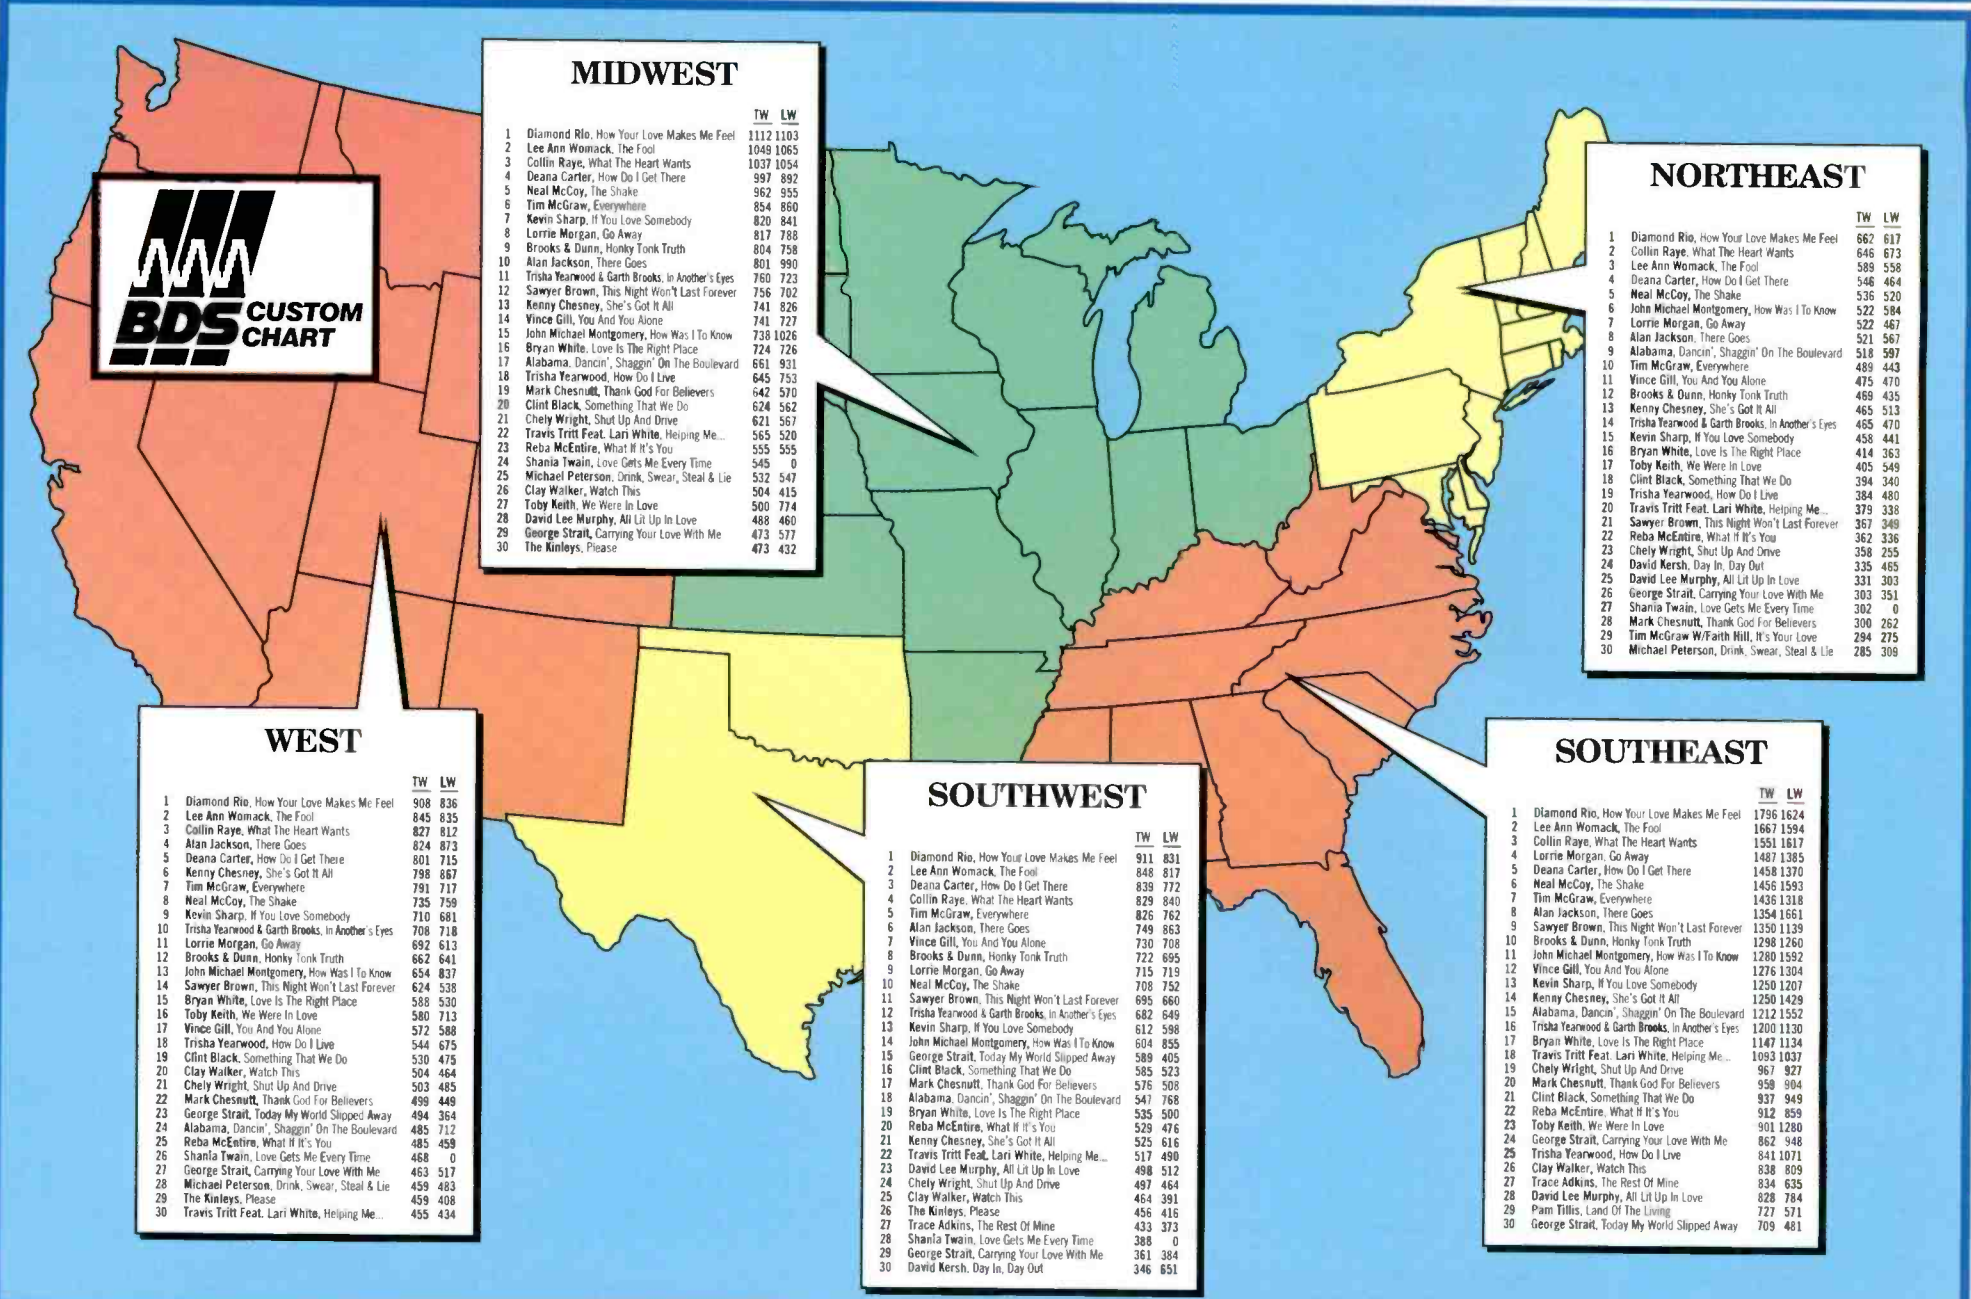 MIDWEST
TW LW
1 Diamond Rio, How Your Love Makes Me Feel 1112 1103
2 Lee Ann Womack, The Fool 1049 1065
3 Collin Raye, What The Heart Wants 1037 1054
4 Deana Carter, How Do I Get There 997 892
5 Neal McCoy, The Shake 962 955
6 Tim McGraw, Everywhere 854 860
7 Kevin Sharp, If You Love Somebody 820 841
8 Lorrie Morgan, Go Away 817 788
9 Brooks & Dunn, Honky Tonk Truth 804 758
10 Alan Jackson, There Goes 801 990
11 Trisha Yearwood & Garth Brooks, In Another's Eyes 760 723
12 Sawyer Brown, This Night Won't Last Forever 756 702
13 Kenny Chesney, She's Got It All 741 826
14 Vince Gill, You And You Alone 741 727
15 John Michael Montgomery, How Was I To Know 738 1026
16 Bryan White, Love Is The Right Place 724 726
17 Alabama, Dancin', Shaggin' On The Boulevard 661 931
18 Trisha Yearwood, How Do I Live 645 753
19 Mark Chesnutt, Thank God For Believers 642 570
20 Clint Black, Something That We Do 624 562
21 Chely Wright, Shut Up And Drive 621 567
22 Travis Tritt Feat. Lari White, Helping Me... 565 520
23 Reba McEntire, What If It's You 555 555
24 Shania Twain, Love Gets Me Every Time 545 0
25 Michael Peterson, Drink, Swear, Steal & Lie 532 547
26 Clay Walker, Watch This 504 415
27 Toby Keith, We Were In Love 500 774
28 David Lee Murphy, All Lit Up In Love 488 460
29 George Strait, Carrying Your Love With Me 473 577
30 The Kinleys, Please 473 432
BDS CUSTOM
CHART
NORTHEAST
TW LW
1 Diamond Rio, How Your Love Makes Me Feel 662 617
2 Collin Raye, What The Heart Wants 646 673
3 Lee Ann Womack, The Fool 589 558
4 Deana Carter, How Do I Get There 546 464
5 Neal McCoy, The Shake 536 520
6 John Michael Montgomery, How Was I To Know 522 584
7 Lorrie Morgan, Go Away 522 467
8 Alan Jackson, There Goes 521 567
9 Alabama, Dancin', Shaggin' On The Boulevard 518 597
10 Tim McGraw, Everywhere 489 443
11 Vince Gill, You And You Alone 475 470
12 Brooks & Dunn, Honky Tonk Truth 469 435
13 Kenny Chesney, She's Got It All 465 513
14 Trisha Yearwood & Garth Brooks, In Another's Eyes 465 470
15 Kevin Sharp, If You Love Somebody 458 441
16 Bryan White, Love Is The Right Place 414 363
17 Toby Keith, We Were In Love 405 549
18 Clint Black, Something That We Do 394 340
19 Trisha Yearwood, How Do I Live 384 480
20 Travis Tritt Feat. Lari White, Helping Me... 379 338
21 Sawyer Brown, This Night Won't Last Forever 367 349
22 Reba McEntire, What If It's You 362 336
23 Chely Wright, Shut Up And Drive 358 255
24 David Kersh, Day In, Day Out 335 465
25 David Lee Murphy, All Lit Up In Love 331 303
26 George Strait, Carrying Your Love With Me 303 351
27 Shania Twain, Love Gets Me Every Time 302 0
28 Mark Chesnutt, Thank God For Believers 300 262
29 Tim McGraw W/Faith Hill, It's Your Love 294 275
30 Michael Peterson, Drink, Swear, Steal & Lie 285 309
WEST
TW LW
1 Diamond Rio, How Your Love Makes Me Feel 908 836
2 Lee Ann Womack, The Fool 845 835
3 Collin Raye, What The Heart Wants 827 812
4 Alan Jackson, There Goes 824 873
5 Deana Carter, How Do I Get There 801 715
6 Kenny Chesney, She's Got It All 798 867
7 Tim McGraw, Everywhere 791 717
8 Neal McCoy, The Shake 735 759
9 Kevin Sharp, If You Love Somebody 710 681
10 Trisha Yearwood & Garth Brooks, In Another's Eyes 708 718
11 Lorrie Morgan, Go Away 692 613
12 Brooks & Dunn, Honky Tonk Truth 662 641
13 John Michael Montgomery, How Was I To Know 654 837
14 Sawyer Brown, This Night Won't Last Forever 624 538
15 Bryan White, Love Is The Right Place 588 530
16 Toby Keith, We Were In Love 580 713
17 Vince Gill, You And You Alone 572 588
18 Trisha Yearwood, How Do I Live 544 675
19 Clint Black, Something That We Do 530 475
20 Clay Walker, Watch This 504 464
21 Chely Wright, Shut Up And Drive 503 485
22 Mark Chesnutt, Thank God For Believers 499 449
23 George Strait, Today My World Slipped Away 494 364
24 Alabama, Dancin', Shaggin' On The Boulevard 485 712
25 Reba McEntire, What If It's You 485 459
26 Shania Twain, Love Gets Me Every Time 468 0
27 George Strait, Carrying Your Love With Me 463 517
28 Michael Peterson, Drink, Swear, Steal & Lie 459 483
29 The Kinleys, Please 459 408
30 Travis Tritt Feat. Lari White, Helping Me... 455 434
SOUTHWEST
TW LW
1 Diamond Rio, How Your Love Makes Me Feel 911 831
2 Lee Ann Womack, The Fool 848 817
3 Deana Carter, How Do I Get There 839 772
4 Collin Raye, What The Heart Wants 829 840
5 Tim McGraw, Everywhere 826 762
6 Alan Jackson, There Goes 749 863
7 Vince Gill, You And You Alone 730 708
8 Brooks & Dunn, Honky Tonk Truth 722 695
9 Lorrie Morgan, Go Away 715 719
10 Neal McCoy, The Shake 708 752
11 Sawyer Brown, This Night Won't Last Forever 695 660
12 Trisha Yearwood & Garth Brooks, In Another's Eyes 682 649
13 Kevin Sharp, If You Love Somebody 612 598
14 John Michael Montgomery, How Was I To Know 604 855
15 George Strait, Today My World Slipped Away 589 405
16 Clint Black, Something That We Do 585 523
17 Mark Chesnutt, Thank God For Believers 576 508
18 Alabama, Dancin', Shaggin' On The Boulevard 547 768
19 Bryan White, Love Is The Right Place 535 500
20 Reba McEntire, What If It's You 529 476
21 Kenny Chesney, She's Got It All 525 616
22 Travis Tritt Feat. Lari White, Helping Me... 517 490
23 David Lee Murphy, All Lit Up In Love 498 512
24 Chely Wright, Shut Up And Drive 497 464
25 Clay Walker, Watch This 464 391
26 The Kinleys, Please 456 416
27 Trace Adkins, The Rest Of Mine 433 373
28 Shania Twain, Love Gets Me Every Time 388 0
29 George Strait, Carrying Your Love With Me 361 384
30 David Kersh, Day In, Day Out 346 651
SOUTHEAST
TW LW
1 Diamond Rio, How Your Love Makes Me Feel 1796 1624
2 Lee Ann Womack, The Fool 1667 1594
3 Collin Raye, What The Heart Wants 1551 1617
4 Lorrie Morgan, Go Away 1487 1385
5 Deana Carter, How Do I Get There 1458 1370
6 Neal McCoy, The Shake 1456 1593
7 Tim McGraw, Everywhere 1436 1318
8 Alan Jackson, There Goes 1354 1661
9 Sawyer Brown, This Night Won't Last Forever 1350 1139
10 Brooks & Dunn, Honky Tonk Truth 1298 1260
11 John Michael Montgomery, How Was I To Know 1280 1592
12 Vince Gill, You And You Alone 1276 1304
13 Kevin Sharp, If You Love Somebody 1250 1207
14 Kenny Chesney, She's Got It All 1250 1429
15 Alabama, Dancin', Shaggin' On The Boulevard 1212 1552
16 Trisha Yearwood & Garth Brooks, In Another's Eyes 1200 1130
17 Bryan White, Love Is The Right Place 1147 1134
18 Travis Tritt Feat. Lari White, Helping Me... 1093 1037
19 Chely Wright, Shut Up And Drive 967 927
20 Mark Chesnutt, Thank God For Believers 959 904
21 Clint Black, Something That We Do 937 949
22 Reba McEntire, What If It's You 912 859
23 Toby Keith, We Were In Love 901 1280
24 George Strait, Carrying Your Love With Me 862 948
25 Trisha Yearwood, How Do I Live 841 1071
26 Clay Walker, Watch This 838 809
27 Trace Adkins, The Rest Of Mine 834 635
28 David Lee Murphy, All Lit Up In Love 828 784
29 Pam Tillis, Land Of The Living 727 571
30 George Strait, Today My World Slipped Away 709 481